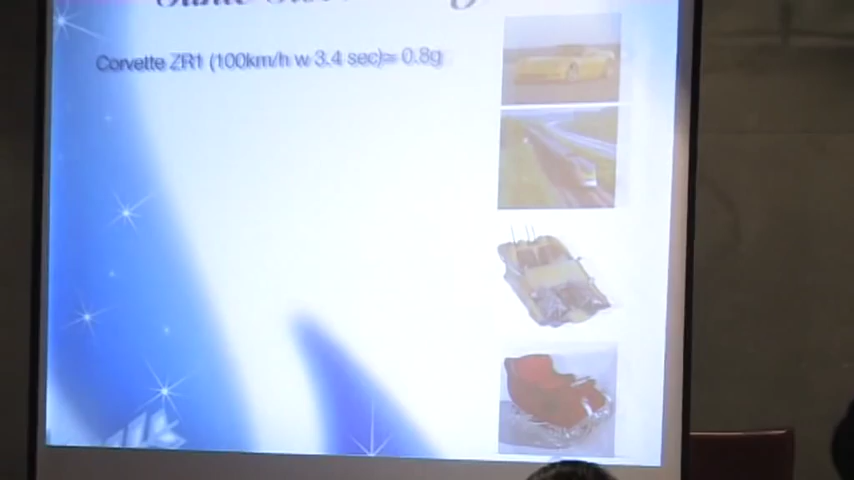 Corvette ZR1 (100km/h w 3.4 sec)≈ 0.8g